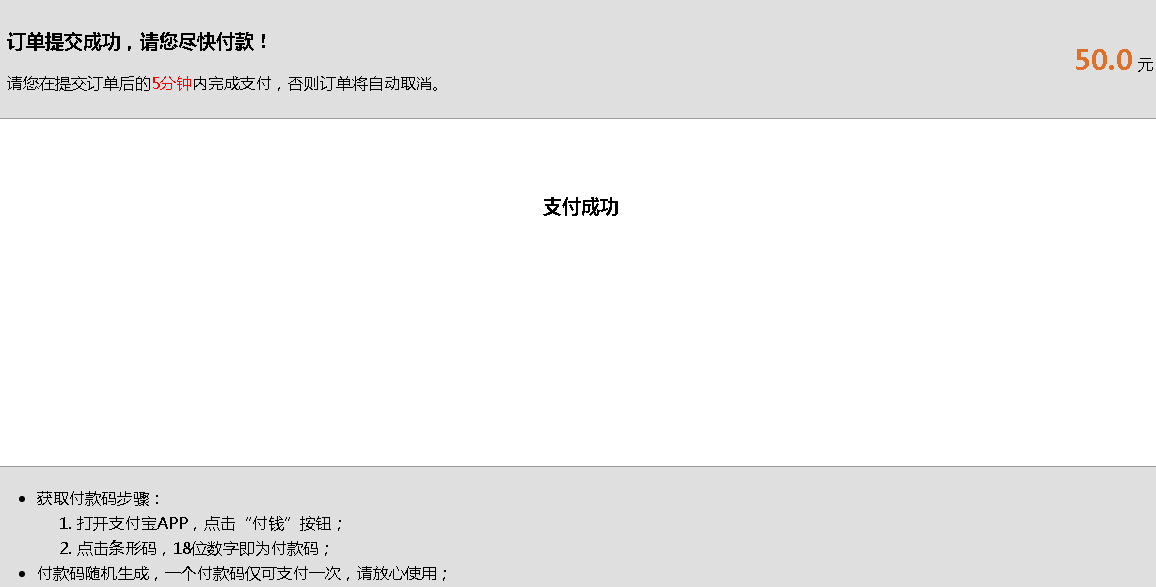 订单提交成功，请您尽快付款！
50.0 元
请您在提交订单后的5分钟内完成支付，否则订单将自动取消。
支付成功
获取付款码步骤：
1. 打开支付宝APP，点击“付钱”按钮；
2. 点击条形码，18位数字即为付款码；
付款码随机生成，一个付款码仅可支付一次，请放心使用；